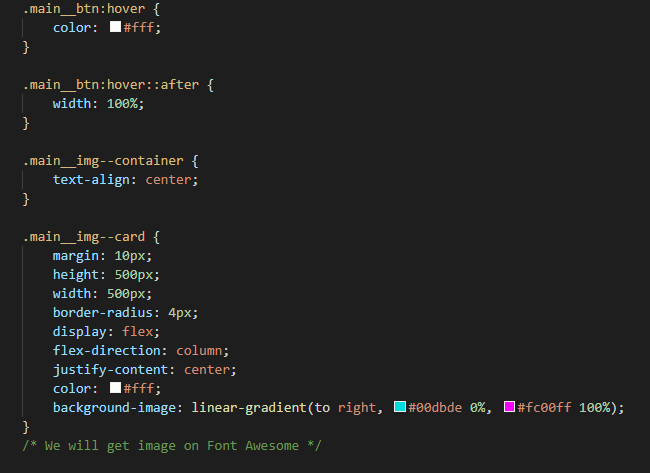 .main__btn:hover {
    color: #fff;
}

.main__btn:hover::after {
    width: 100%;
}

.main__img--container {
    text-align: center;
}

.main__img--card {
    margin: 10px;
    height: 500px;
    width: 500px;
    border-radius: 4px;
    display: flex;
    flex-direction: column;
    justify-content: center;
    color: #fff;
    background-image: linear-gradient(to right, #00dbde 0%, #fc00ff 100%);
}
/* We will get image on Font Awesome */